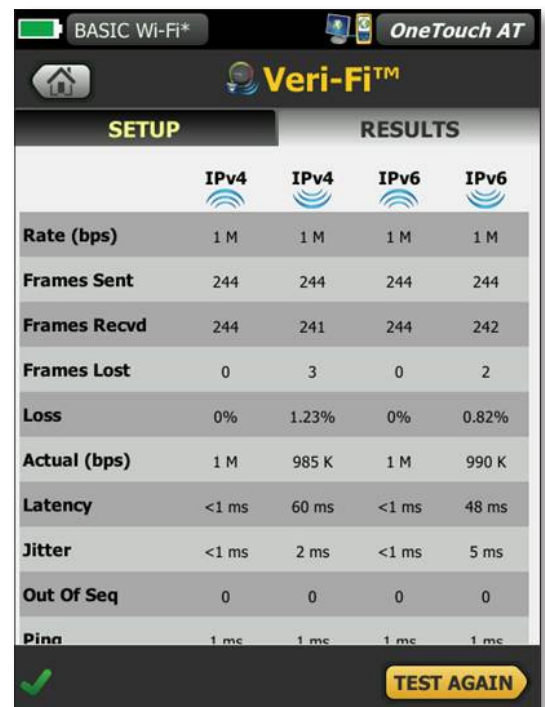 BASIC Wi-Fi* OneTouch AT
Veri-Fi™
SETUP RESULTS
IPv4 IPv4 IPv6 IPv6
Rate (bps) 1 M 1 M 1 M 1 M
Frames Sent 244 244 244 244
Frames Recvd 244 241 244 242
Frames Lost 0 3 0 2
Loss 0% 1.23% 0% 0.82%
Actual (bps) 1 M 985 K 1 M 990 K
Latency <1 ms 60 ms <1 ms 48 ms
Jitter <1 ms 2 ms <1 ms 5 ms
Out Of Seq 0 0 0 0
Ping 1 ms 1 ms 1 ms 1 ms
TEST AGAIN